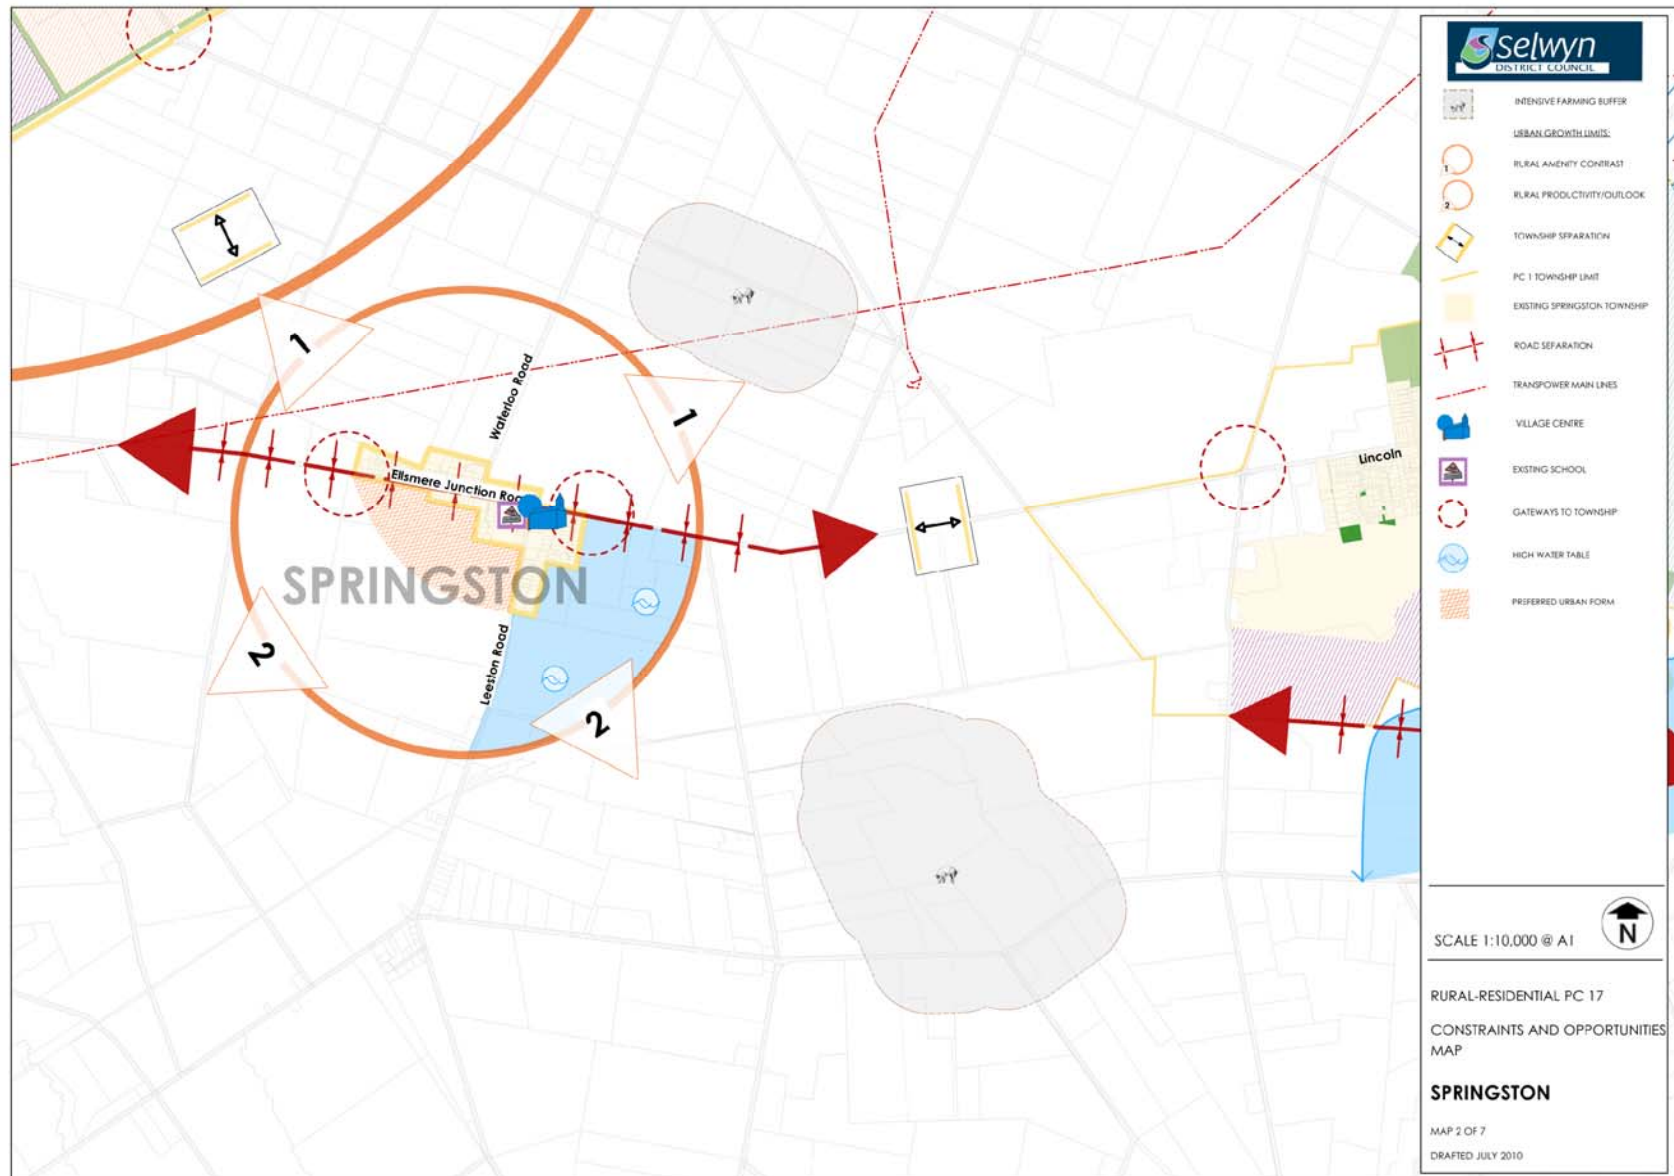 1
1
Waterloo Road
Ellsmere Junction Roa
SPRINGSTON
Leeston Road
2
2
Lincoln
Selwyn
DISTRICT COUNCIL
INTENSIVE FARMING BUFFER
URBAN GROWTH LIMITS:
1
RURAL AMENITY CONTRAST
2
RURAL PRODUCTIVITY/OUTLOOK
TOWNSHIP SEPARATION
PC 1 TOWNSHIP LIMIT
EXISTING SPRINGSTON TOWNSHIP
ROAD SEPARATION
TRANSPOWER MAIN LINES
VILLAGE CENTRE
EXISTING SCHOOL
GATEWAYS TO TOWNSHIP
HIGH WATER TABLE
PREFERRED URBAN FORM
SCALE 1:10,000 @ A1
N
RURAL-RESIDENTIAL PC 17
CONSTRAINTS AND OPPORTUNITIES
MAP
SPRINGSTON
MAP 2 OF 7
DRAFTED JULY 2010